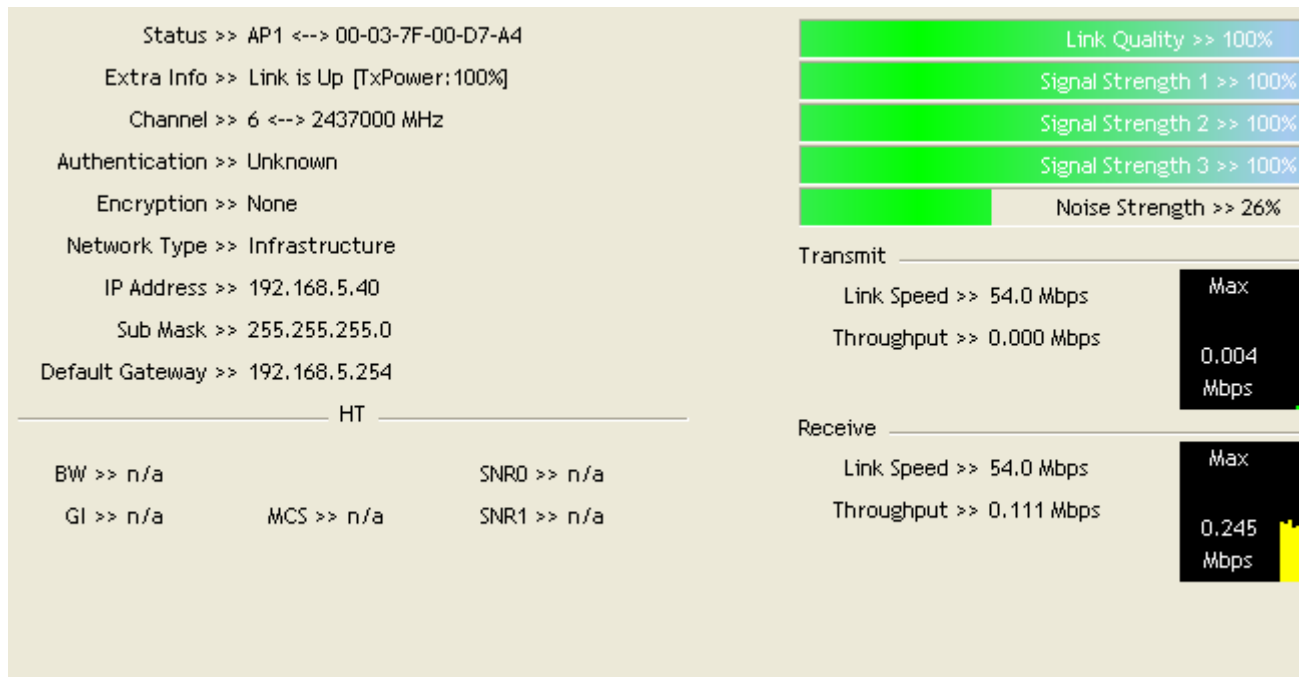 Status >> AP1 <--> 00-03-7F-00-D7-A4
Extra Info >> Link is Up [TxPower:100%]
Channel >> 6 <--> 2437000 MHz
Authentication >> Unknown
Encryption >> None
Network Type >> Infrastructure
IP Address >> 192.168.5.40
Sub Mask >> 255.255.255.0
Default Gateway >> 192.168.5.254
HT
BW >> n/a
SNR0 >> n/a
GI >> n/a
MCS >> n/a
SNR1 >> n/a
Link Quality >> 100%
Signal Strength 1 >> 100%
Signal Strength 2 >> 100%
Signal Strength 3 >> 100%
Noise Strength >> 26%
Transmit
Link Speed >> 54.0 Mbps
Throughput >> 0.000 Mbps
Max
0.004
Mbps
Receive
Link Speed >> 54.0 Mbps
Throughput >> 0.111 Mbps
Max
0.245
Mbps